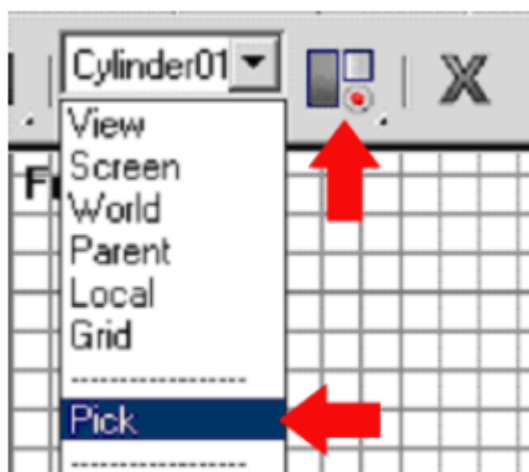 Cylinder01
View
Screen
World
Parent
Local
Grid
-----------------
Pick
-----------------
X